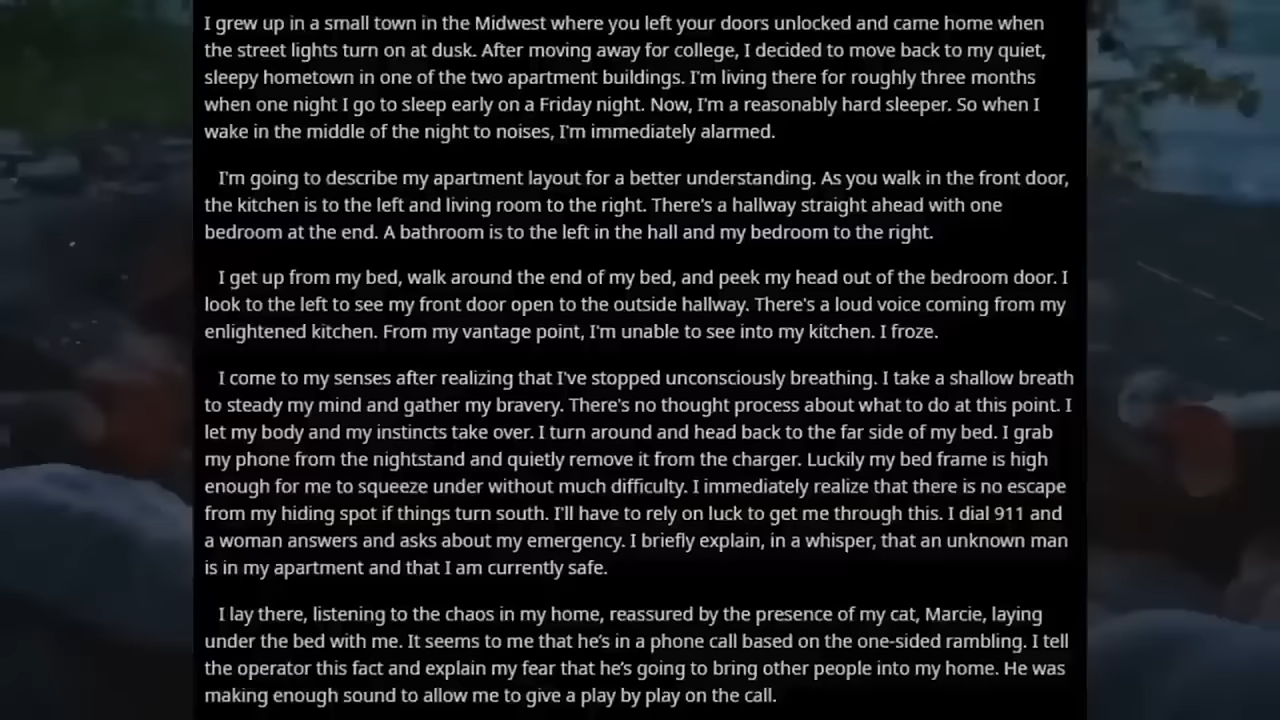 I grew up in a small town in the Midwest where you left your doors unlocked and came home when
the street lights turn on at dusk. After moving away for college, I decided to move back to my quiet,
sleepy hometown in one of the two apartment buildings. I'm living there for roughly three months
when one night I go to sleep early on a Friday night. Now, I'm a reasonably hard sleeper. So when I
wake in the middle of the night to noises, I'm immediately alarmed.
I'm going to describe my apartment layout for a better understanding. As you walk in the front door,
the kitchen is to the left and living room to the right. There's a hallway straight ahead with one
bedroom at the end. A bathroom is to the left in the hall and my bedroom to the right.
I get up from my bed, walk around the end of my bed, and peek my head out of the bedroom door. I
look to the left to see my front door open to the outside hallway. There's a loud voice coming from my
enlightened kitchen. From my vantage point, I'm unable to see into my kitchen. I froze.
I come to my senses after realizing that I've stopped unconsciously breathing. I take a shallow breath
to steady my mind and gather my bravery. There's no thought process about what to do at this point. I
let my body and my instincts take over. I turn around and head back to the far side of my bed. I grab
my phone from the nightstand and quietly remove it from the charger. Luckily my bed frame is high
enough for me to squeeze under without much difficulty. I immediately realize that there is no escape
from my hiding spot if things turn south. I'll have to rely on luck to get me through this. I dial 911 and
a woman answers and asks about my emergency. I briefly explain, in a whisper, that an unknown man
is in my apartment and that I am currently safe.
I lay there, listening to the chaos in my home, reassured by the presence of my cat, Marcie, laying
under the bed with me. It seems to me that he's in a phone call based on the one-sided rambling. I tell
the operator this fact and explain my fear that he's going to bring other people into my home. He was
making enough sound to allow me to give a play by play on the call.